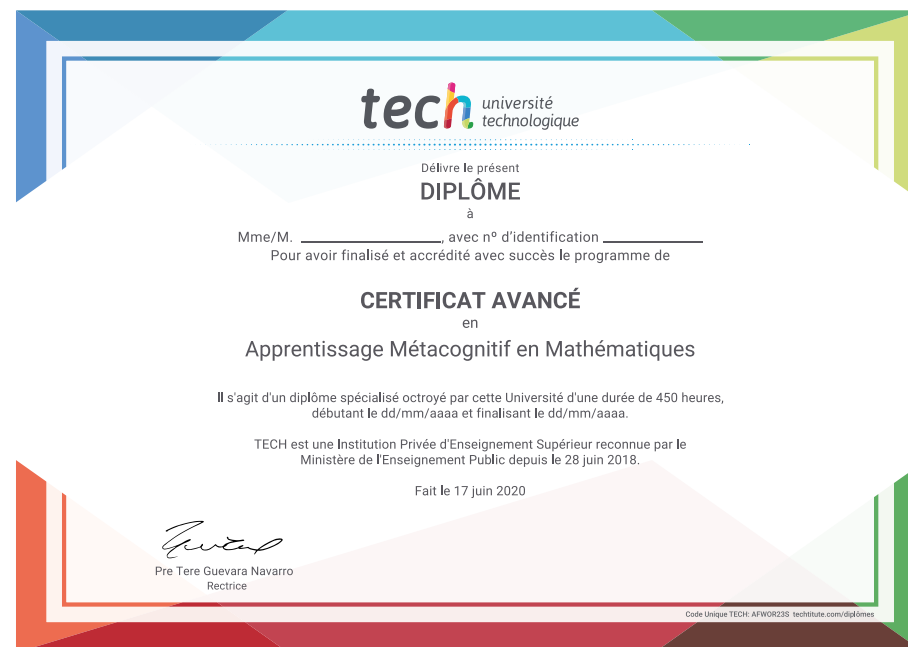 tech université
technologique
Délivre le présent
DIPLÔME
à
Mme/M. ____________________, avec nº d'identification ______________
Pour avoir finalisé et accrédité avec succès le programme de
CERTIFICAT AVANCÉ
en
Apprentissage Métacognitif en Mathématiques
Il s'agit d'un diplôme spécialisé octroyé par cette Université d'une durée de 450 heures,
débutant le dd/mm/aaaa et finalisant le dd/mm/aaaa.
TECH est une Institution Privée d'Enseignement Supérieur reconnue par le
Ministère de l'Enseignement Public depuis le 28 juin 2018.
Fait le 17 juin 2020
Pre Tere Guevara Navarro
Rectrice
Code Unique TECH: AFWOR23S techtitute.com/diplômes